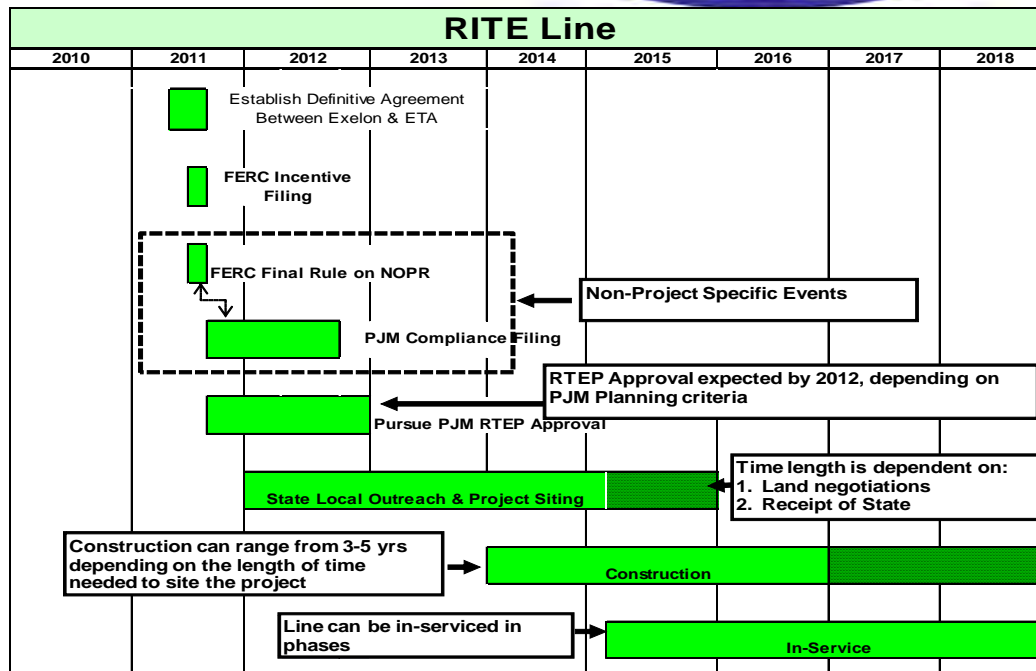 RITE Line
2010 2011 2012 2013 2014 2015 2016 2017 2018
Establish Definitive Agreement
Between Exelon & ETA
FERC Incentive
Filing
FERC Final Rule on NOPR
Non-Project Specific Events
PJM Compliance Filing
RTEP Approval expected by 2012, depending on
PJM Planning criteria
Pursue PJM RTEP Approval
Time length is dependent on:
1. Land negotiations
2. Receipt of State
State Local Outreach & Project Siting
Construction can range from 3-5 yrs
depending on the length of time
needed to site the project
Construction
Line can be in-serviced in
phases
In-Service